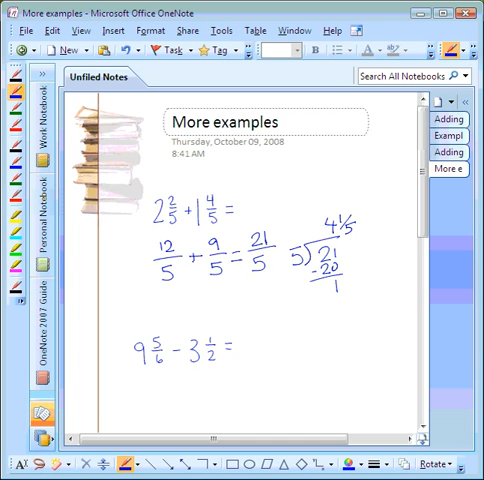 More examples - Microsoft Office OneNote
File Edit View Insert Format Tools Table Window Help
New Task Tag
Unfiled Notes
Search All Notebooks
More examples
Thursday, October 09, 2008
8:41 AM
Adding
Exampl
Adding
More e
Work Notebook
Personal Notebook
OneNote 2007 Guide
2 2/5 + 1 4/5 =
12/5 + 9/5 = 21/5
4 1/5
5)21
-20
1
9 5/6 - 3 1/2 =
A Rotate